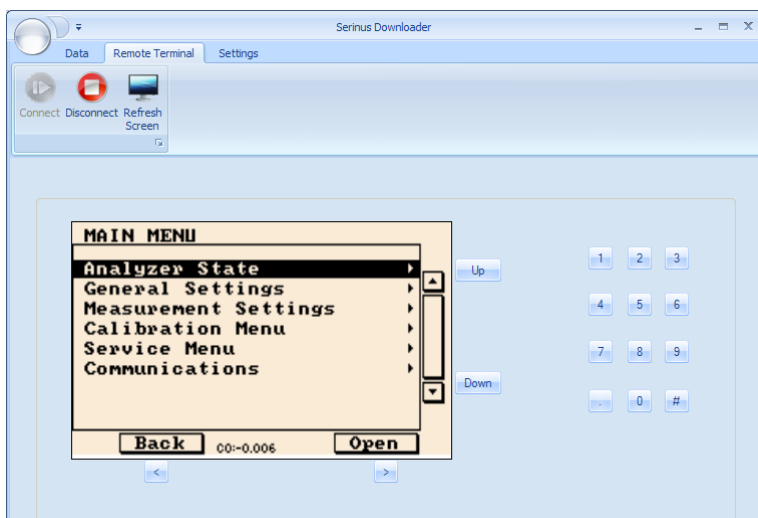 Serinus Downloader
Data Remote Terminal Settings
Connect Disconnect Refresh Screen
MAIN MENU
Analyzer State
General Settings
Measurement Settings
Calibration Menu
Service Menu
Communications
Back CO:-0.006 Open
< >
Up
Down
1 2 3
4 5 6
7 8 9
. 0 #